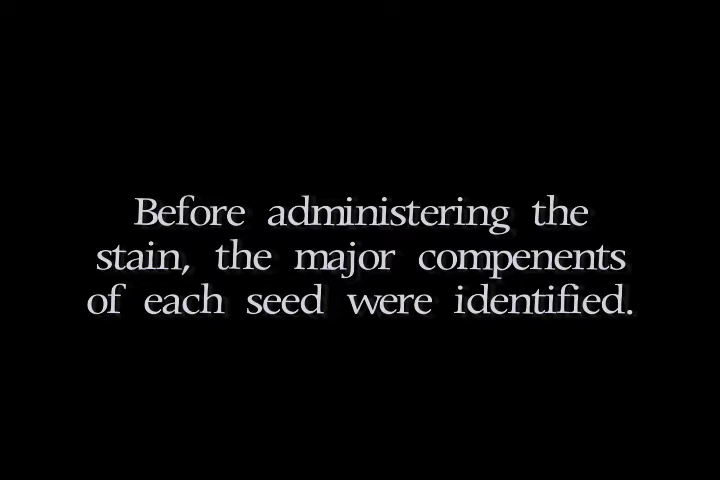 Before administering the
stain, the major compenents
of each seed were identified.